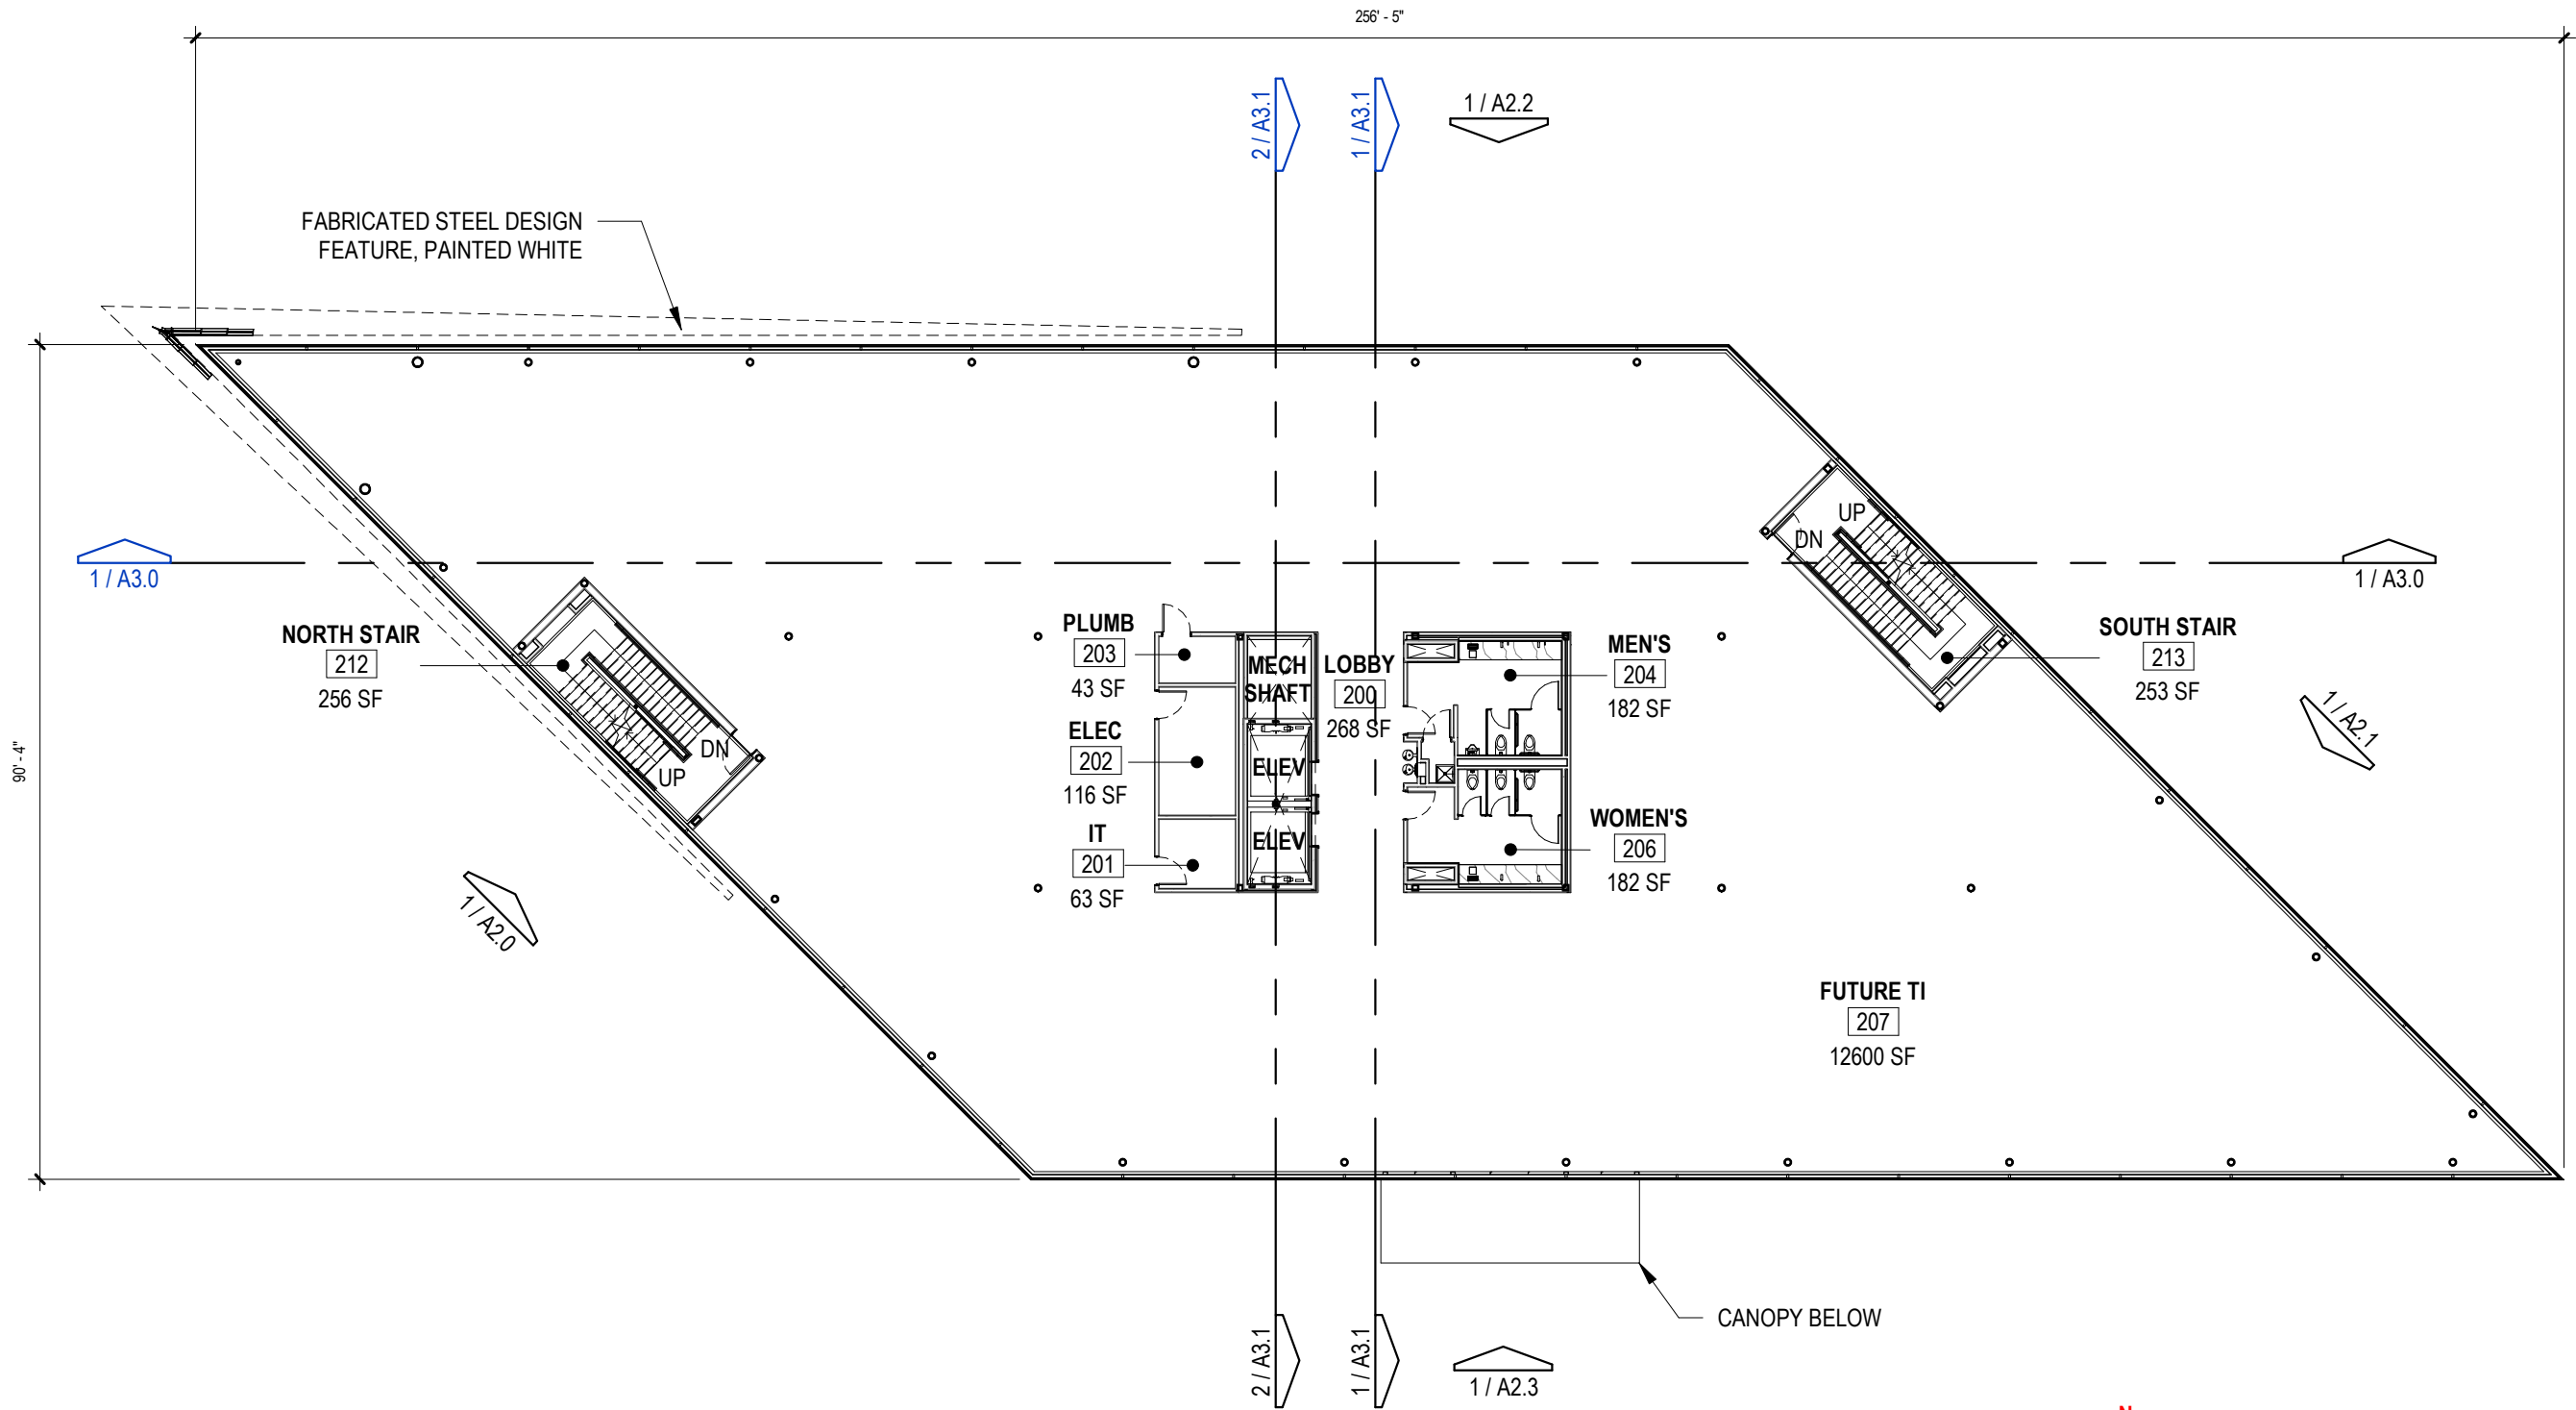 256' - 5"
2 / A3.1
1 / A3.1
1 / A2.2
FABRICATED STEEL DESIGN
FEATURE, PAINTED WHITE
UP
DN
1 / A3.0
1 / A3.0
NORTH STAIR
212
256 SF
PLUMB
203
43 SF
MECH
SHAFT
LOBBY
200
268 SF
MEN'S
204
182 SF
SOUTH STAIR
213
253 SF
1 / A2.1
90' - 4"
DN
UP
ELEC
202
116 SF
ELEV
IT
201
63 SF
ELEV
WOMEN'S
206
182 SF
1 / A2.0
FUTURE TI
207
12600 SF
CANOPY BELOW
2 / A3.1
1 / A3.1
1 / A2.3
N